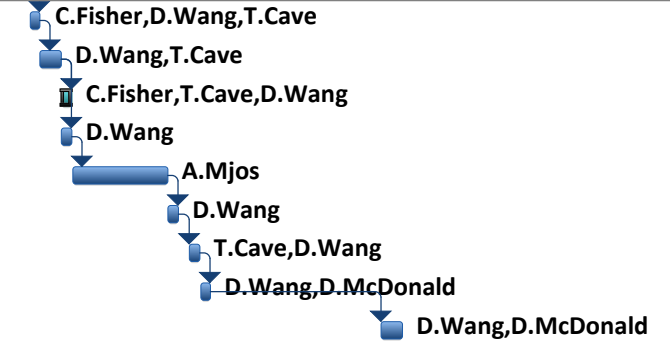 C.Fisher,D.Wang,T.Cave
D.Wang,T.Cave
C.Fisher,T.Cave,D.Wang
D.Wang
A.Mjos
D.Wang
T.Cave,D.Wang
D.Wang,D.McDonald
D.Wang,D.McDonald